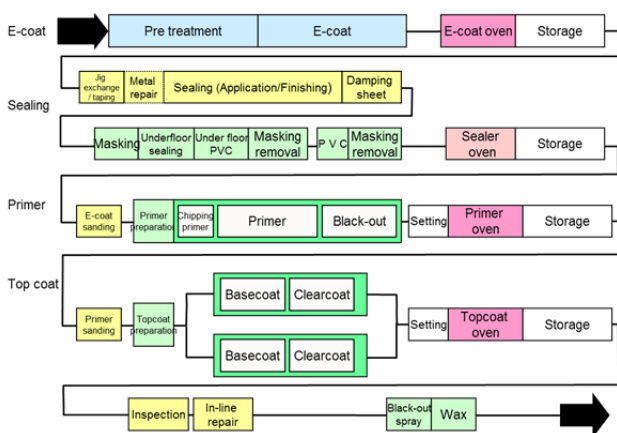 E-coat
Pre treatment
E-coat
E-coat oven
Storage
Jig
exchange
/ taping
Metal
repair
Sealing (Application/Finishing)
Damping
sheet
Sealing
Masking
Underfloor
sealing
Under floor
PVC
Masking
removal
P V C
Masking
removal
Sealer
oven
Storage
Primer
E-coat
sanding
Primer
preparation
Chipping
primer
Primer
Black-out
Setting
Primer
oven
Storage
Top coat
Primer
sanding
Topcoat
preparation
Basecoat
Clearcoat
Basecoat
Clearcoat
Setting
Topcoat
oven
Storage
Inspection
In-line
repair
Black-out
spray
Wax